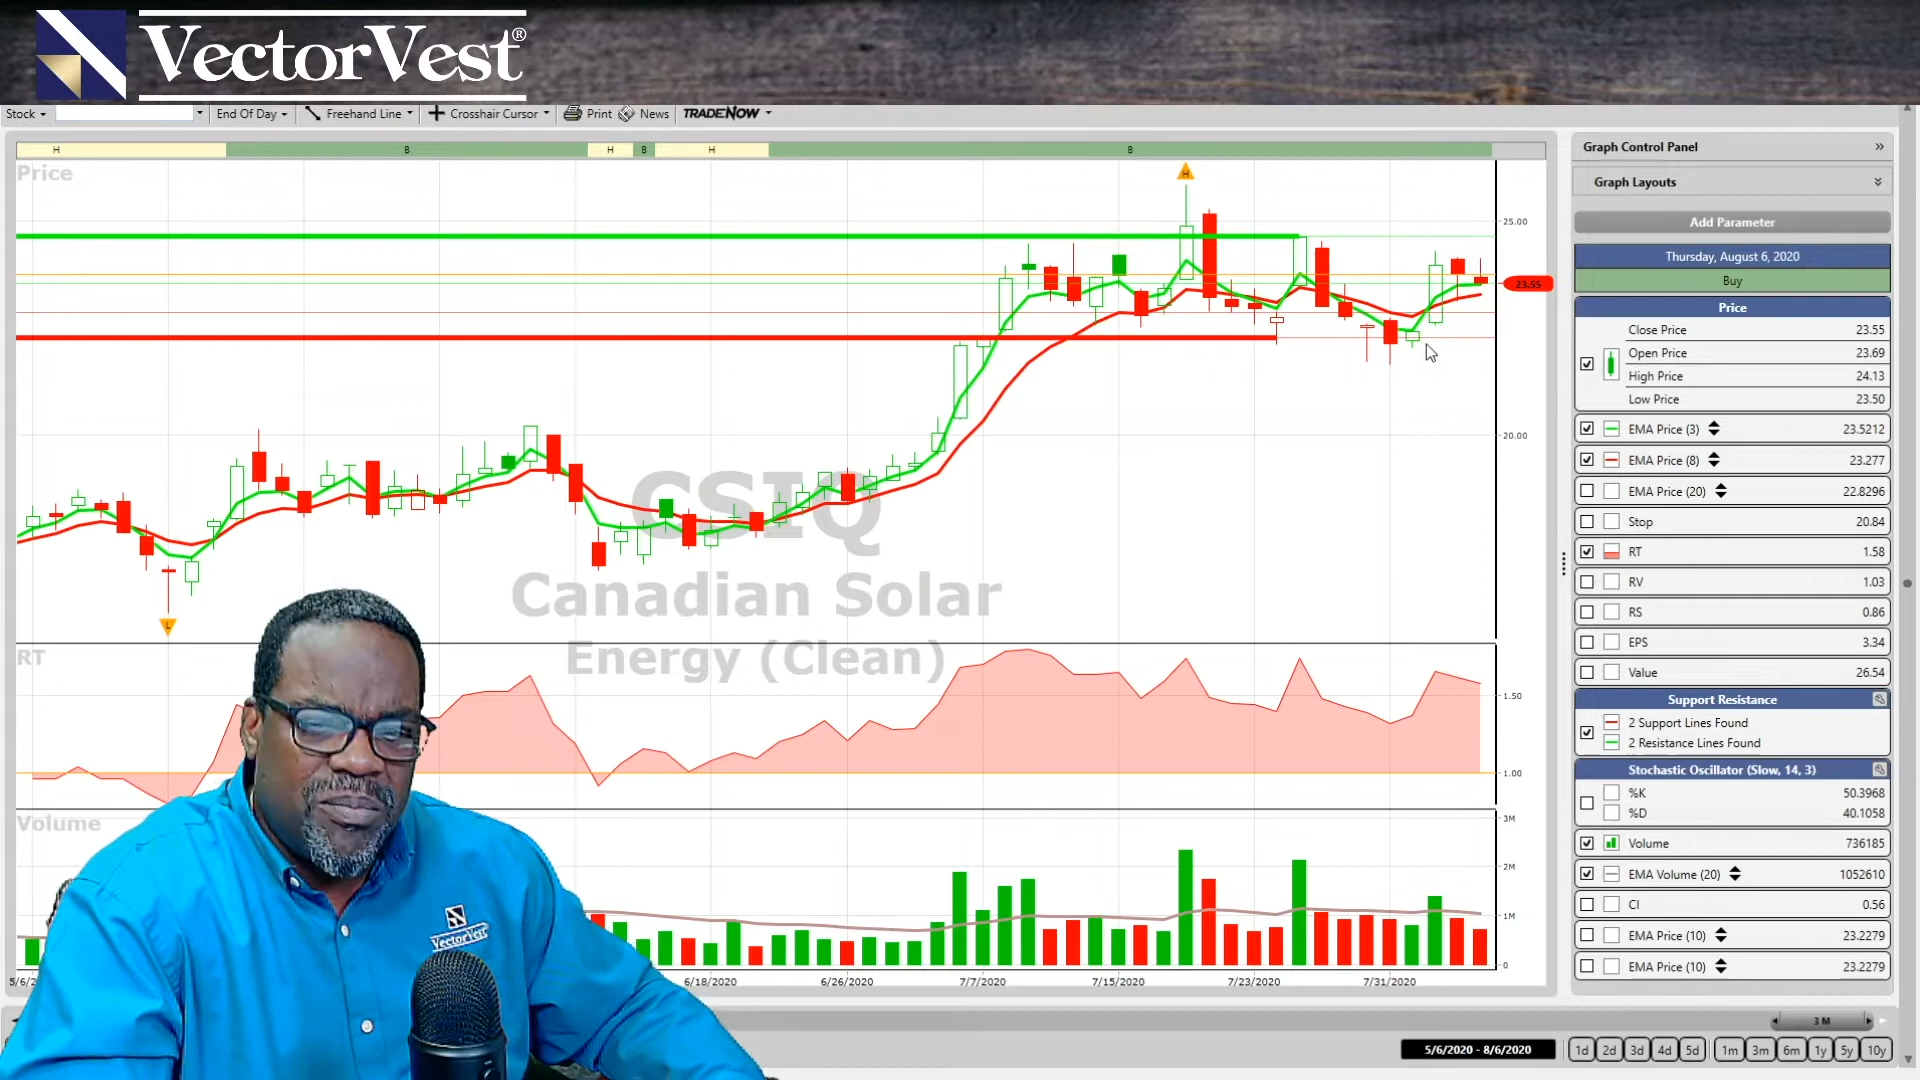 VectorVest®
Stock End Of Day Freehand Line Crosshair Cursor Print News TRADENOW
H B H B H B
Price
H
25.00
23.55
20.00
CSIQ
Canadian Solar
Energy (Clean)
L
RT
1.50
1.00
Volume
3M
2M
1M
0
6/18/2020 6/26/2020 7/7/2020 7/15/2020 7/23/2020 7/31/2020
VectorVest
Graph Control Panel
Graph Layouts
Add Parameter
Thursday, August 6, 2020
Buy
Price
Close Price 23.55
Open Price 23.69
High Price 24.13
Low Price 23.50
EMA Price (3) 23.5212
EMA Price (8) 23.277
EMA Price (20) 22.8296
Stop 20.84
RT 1.58
RV 1.03
RS 0.86
EPS 3.34
Value 26.54
Support Resistance
2 Support Lines Found
2 Resistance Lines Found
Stochastic Oscillator (Slow, 14, 3)
%K 50.3968
%D 40.1058
Volume 736185
EMA Volume (20) 1052610
CI 0.56
EMA Price (10) 23.2279
EMA Price (10) 23.2279
3 M
5/6/2020 - 8/6/2020 1d 2d 3d 4d 5d 1m 3m 6m 1y 5y 10y